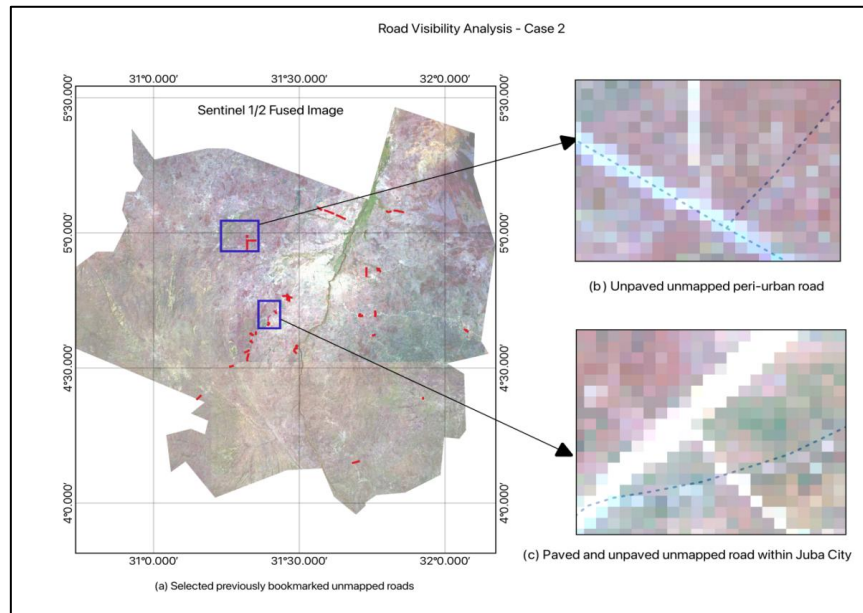 Road Visibility Analysis - Case 2
31°0.000' 31°30.000' 32°0.000'
5°30.000' 5°30.000'
Sentinel 1/2 Fused Image
5°0.000' 5°0.000'
4°30.000' 4°30.000'
4°0.000' 4°0.000'
31°0.000' 31°30.000' 32°0.000'
(a) Selected previously bookmarked unmapped roads
(b) Unpaved unmapped peri-urban road
(c) Paved and unpaved unmapped road within Juba City